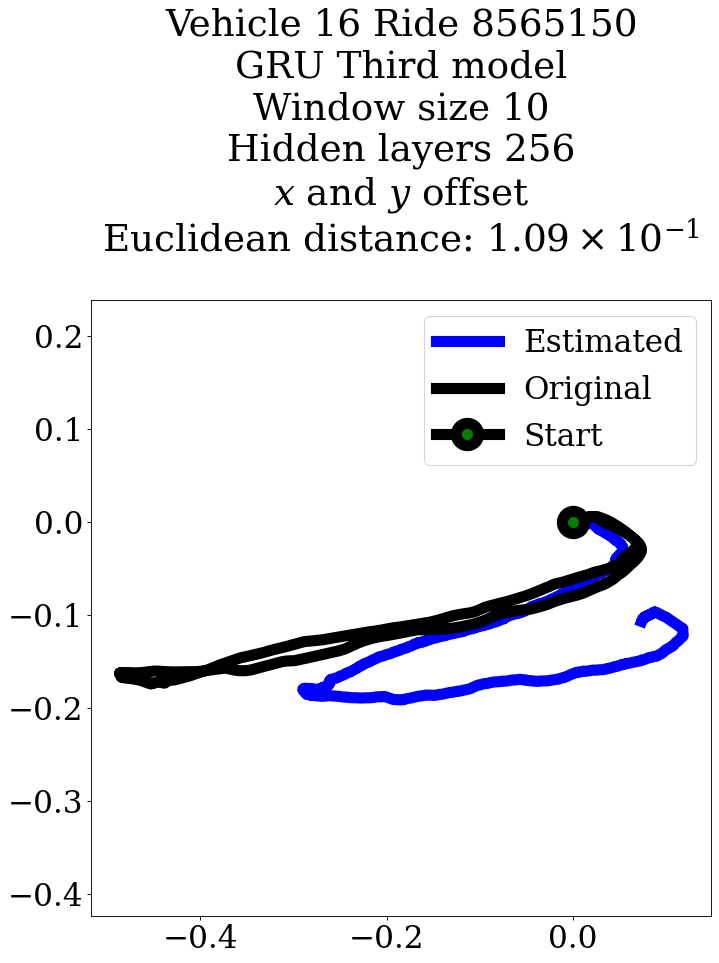 Vehicle 16 Ride 8565150
GRU Third model
Window size 10
Hidden layers 256
x and y offset
Euclidean distance: 1.09 × 10⁻¹
Estimated
Original
Start
0.2
0.1
0.0
−0.1
−0.2
−0.3
−0.4
−0.4 −0.2 0.0